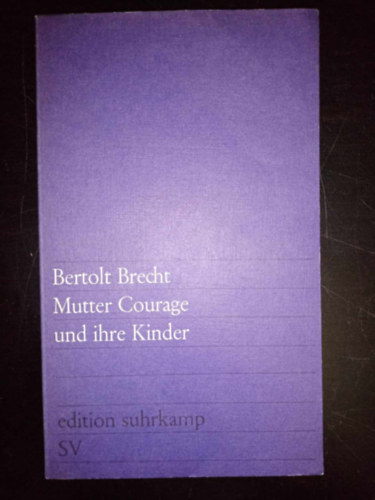 Bertolt Brecht
Mutter Courage
und ihre Kinder
edition suhrkamp
SV